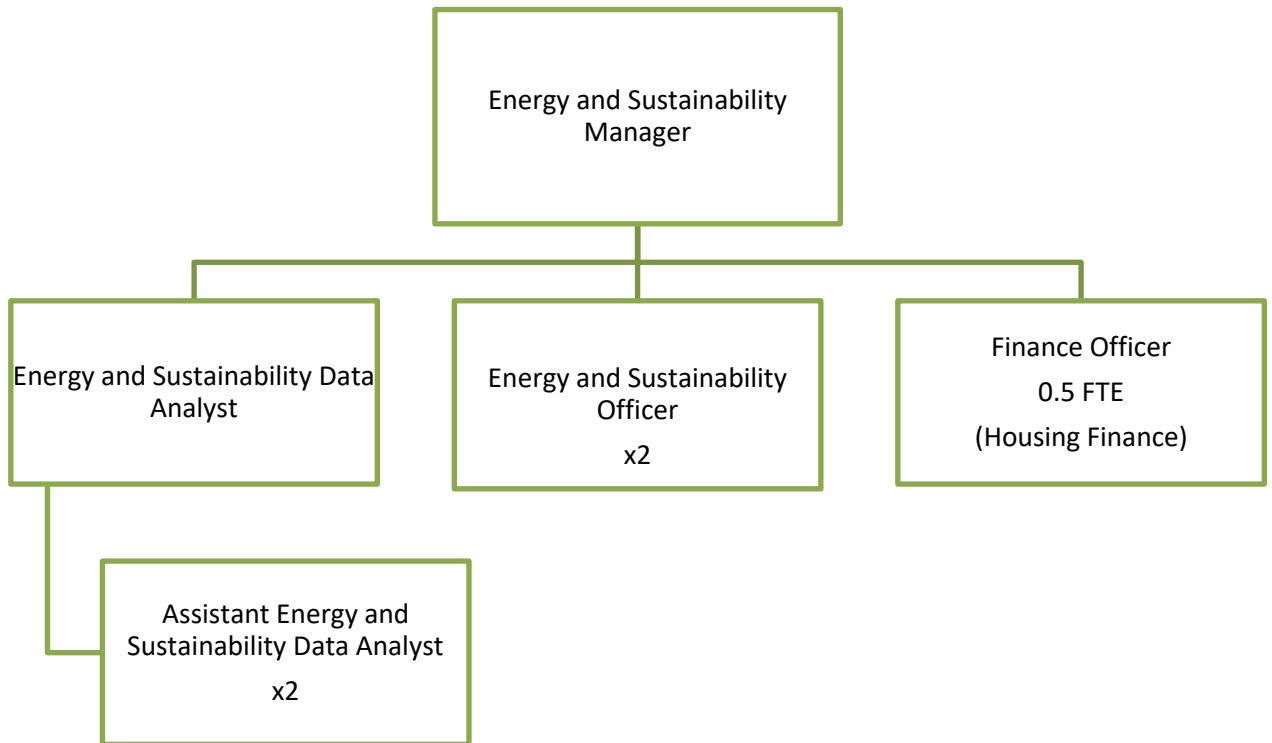 Energy and Sustainability
Manager
Energy and Sustainability Data
Analyst
Energy and Sustainability
Officer
x2
Finance Officer
0.5 FTE
(Housing Finance)
Assistant Energy and
Sustainability Data Analyst
x2